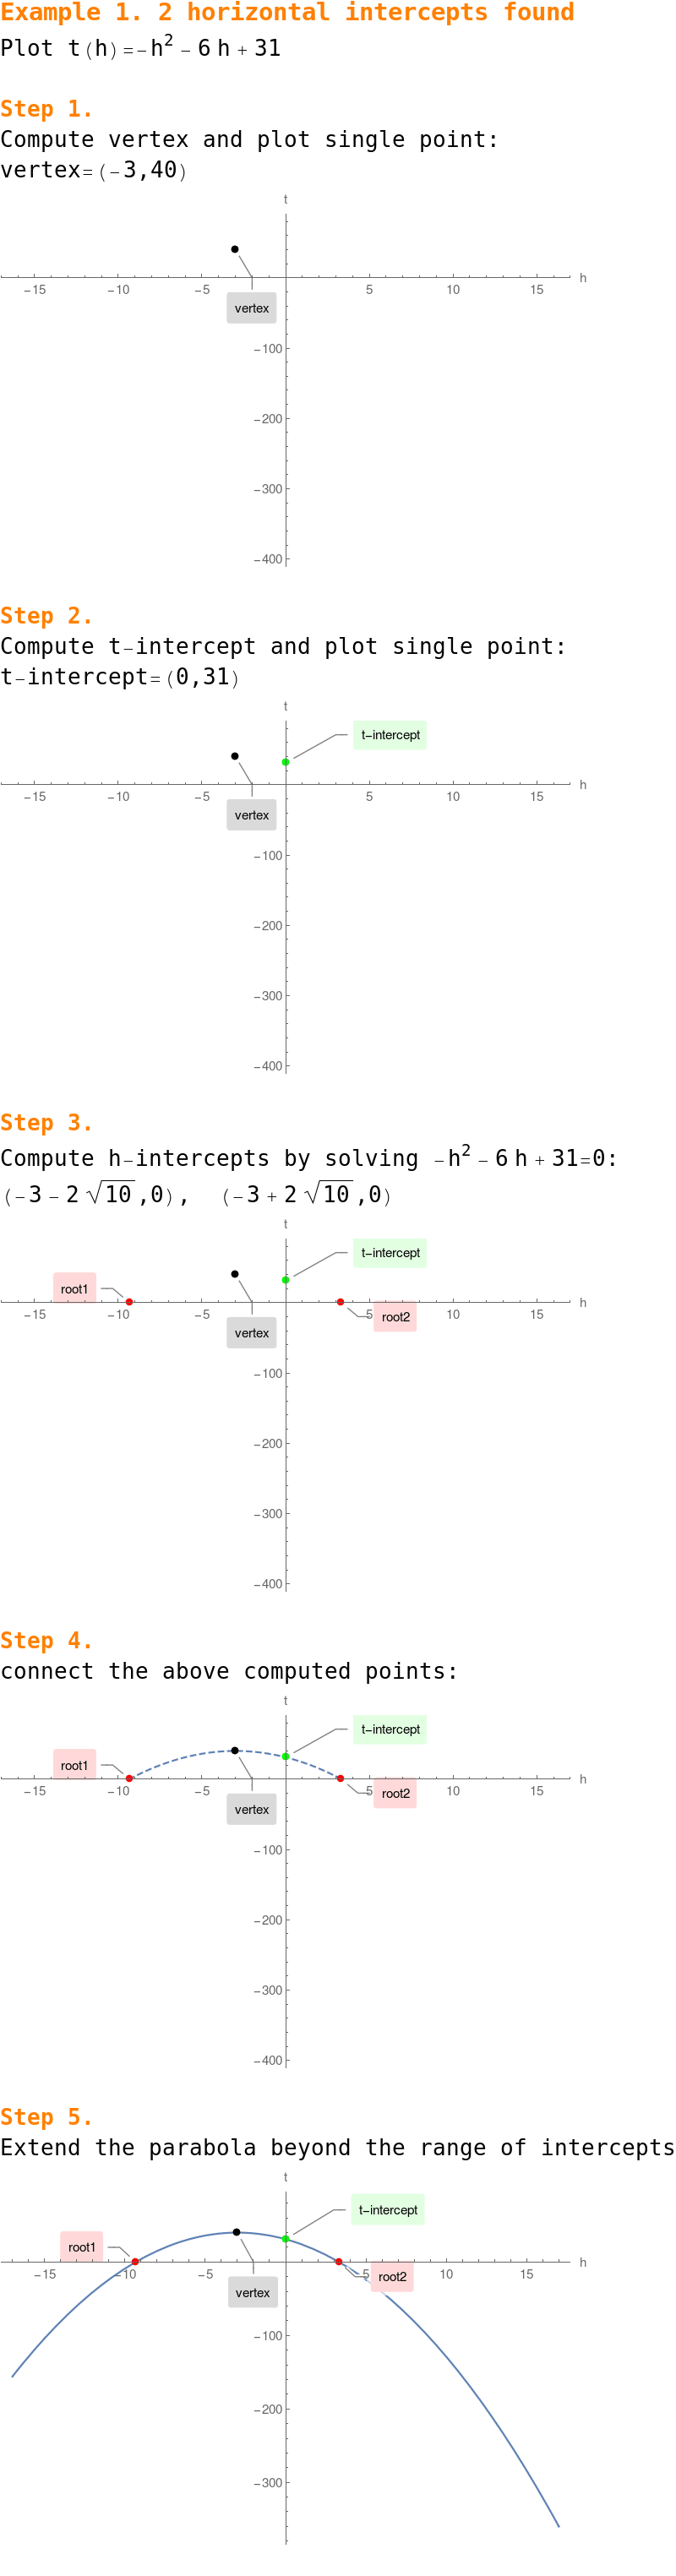 Example 1. 2 horizontal intercepts found
Plot t(h)=-h² - 6 h + 31
Step 1.
Compute vertex and plot single point:
vertex=(-3,40)
t
-15 -10 -5 5 10 15 h
vertex
-100
-200
-300
-400
Step 2.
Compute t-intercept and plot single point:
t-intercept=(0,31)
t
t-intercept
-15 -10 -5 5 10 15 h
vertex
-100
-200
-300
-400
Step 3.
Compute h-intercepts by solving -h² - 6 h + 31=0:
(-3 - 2 √10 ,0), (-3 + 2 √10 ,0)
t
t-intercept
root1
-15 -10 -5 5 10 15 h
root2
vertex
-100
-200
-300
-400
Step 4.
connect the above computed points:
t
t-intercept
root1
-15 -10 -5 5 10 15 h
root2
vertex
-100
-200
-300
-400
Step 5.
Extend the parabola beyond the range of intercepts
t
t-intercept
root1
-15 -10 -5 5 10 15 h
root2
vertex
-100
-200
-300